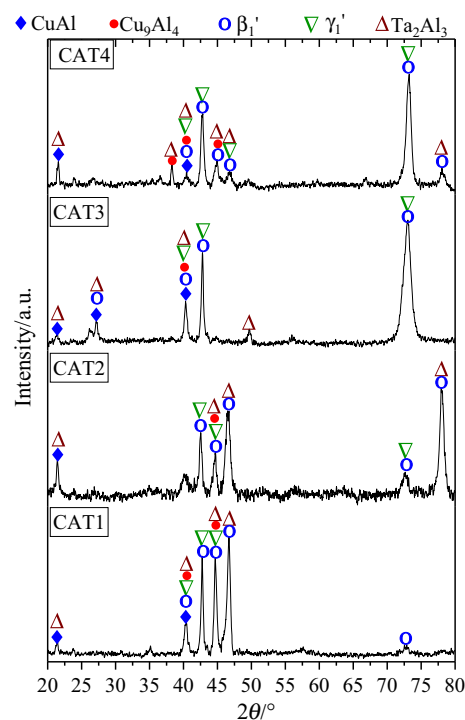 CuAl Cu₉Al₄ β₁' γ₁' Ta₂Al₃
CAT4
CAT3
CAT2
CAT1
Intensity/a.u.
20 25 30 35 40 45 50 55 60 65 70 75 80
2θ/°